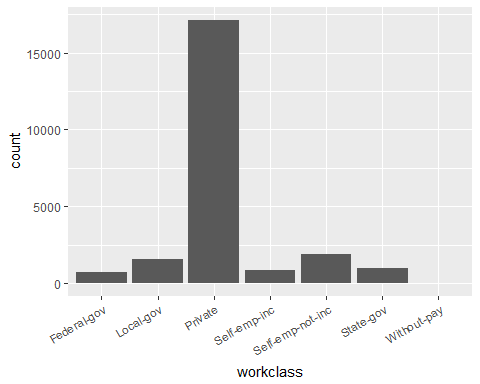 15000
10000
5000
0
count
Federal-gov
Local-gov
Private
Self-emp-inc
Self-emp-not-inc
State-gov
Without-pay
workclass